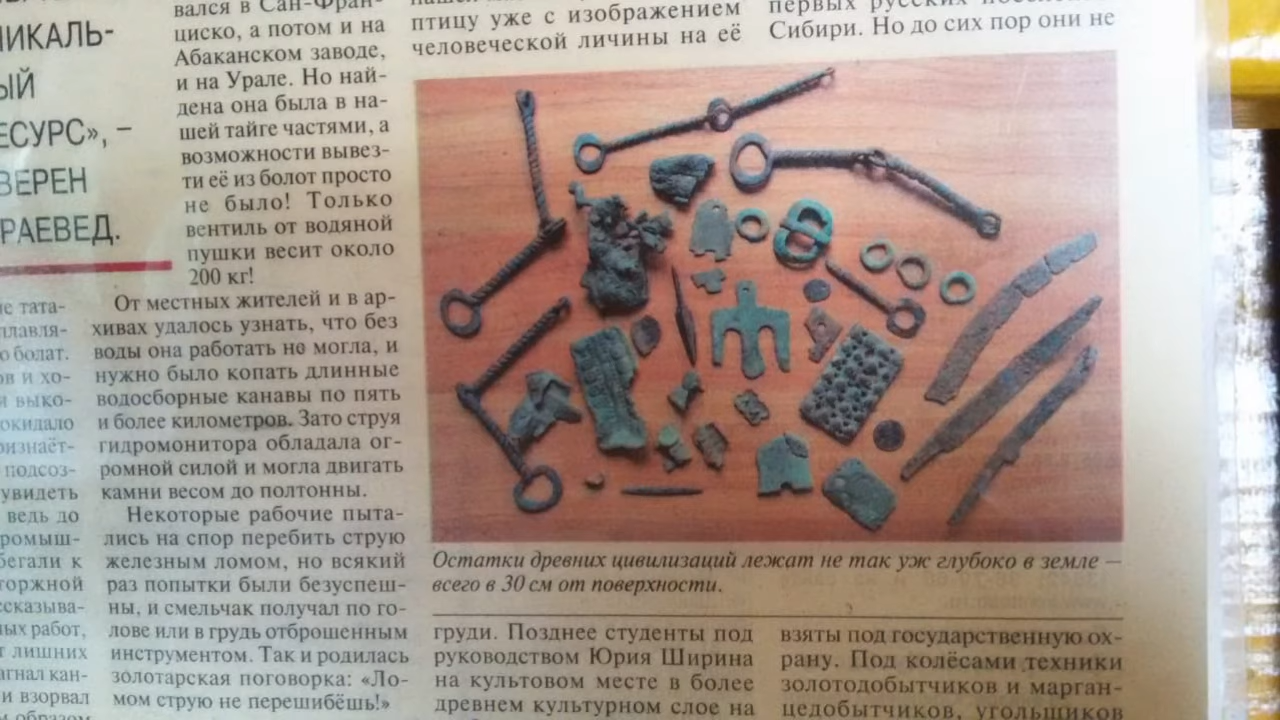 НИКАЛЬ-
ЫЙ
ЕСУРС», –
ВЕРЕН
РАЕВЕД.
вался в Сан-Фран-
циско, а потом и на
Абаканском заводе,
и на Урале. Но най-
дена она была в на-
шей тайге частями, а
возможности вывез-
ти её из болот просто
не было! Только
вентиль от водяной
пушки весит около
200 кг!
От местных жителей и в ар-
хивах удалось узнать, что без
воды она работать не могла, и
нужно было копать длинные
водосборные канавы по пять
и более километров. Зато струя
гидромонитора обладала ог-
ромной силой и могла двигать
камни весом до полтонны.
Некоторые рабочие пыта-
лись на спор перебить струю
железным ломом, но всякий
раз попытки были безуспеш-
ны, и смельчак получал по го-
лове или в грудь отброшенным
инструментом. Так и родилась
золотарская поговорка: «Ло-
мом струю не перешибёшь!»
птицу уже с изображением
человеческой личины на её
первых русских
Сибири. Но до сих пор они не
Остатки древних цивилизаций лежат не так уж глубоко в земле —
всего в 30 см от поверхности.
груди. Позднее студенты под
руководством Юрия Ширина
на культовом месте в более
древнем культурном слое на
взяты под государственную ох-
рану. Под колёсами техники
золотодобытчиков и марган-
цедобытчиков, угольщиков